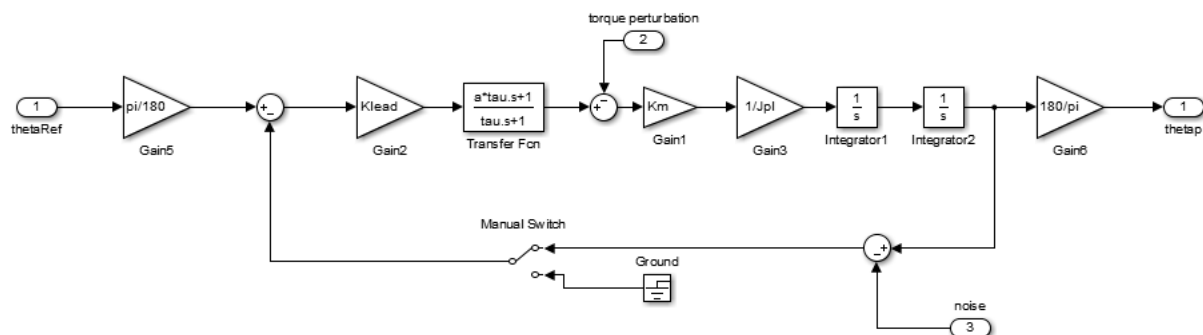 torque perturbation
2
1
thetaRef
pi/180
Gain5
+
−
Klead
Gain2
a*tau.s+1
tau.s+1
Transfer Fcn
+
−
Km
Gain1
1/Jpl
Gain3
1
s
Integrator1
1
s
Integrator2
180/pi
Gain6
1
thetap
Manual Switch
Ground
+
−
noise
3